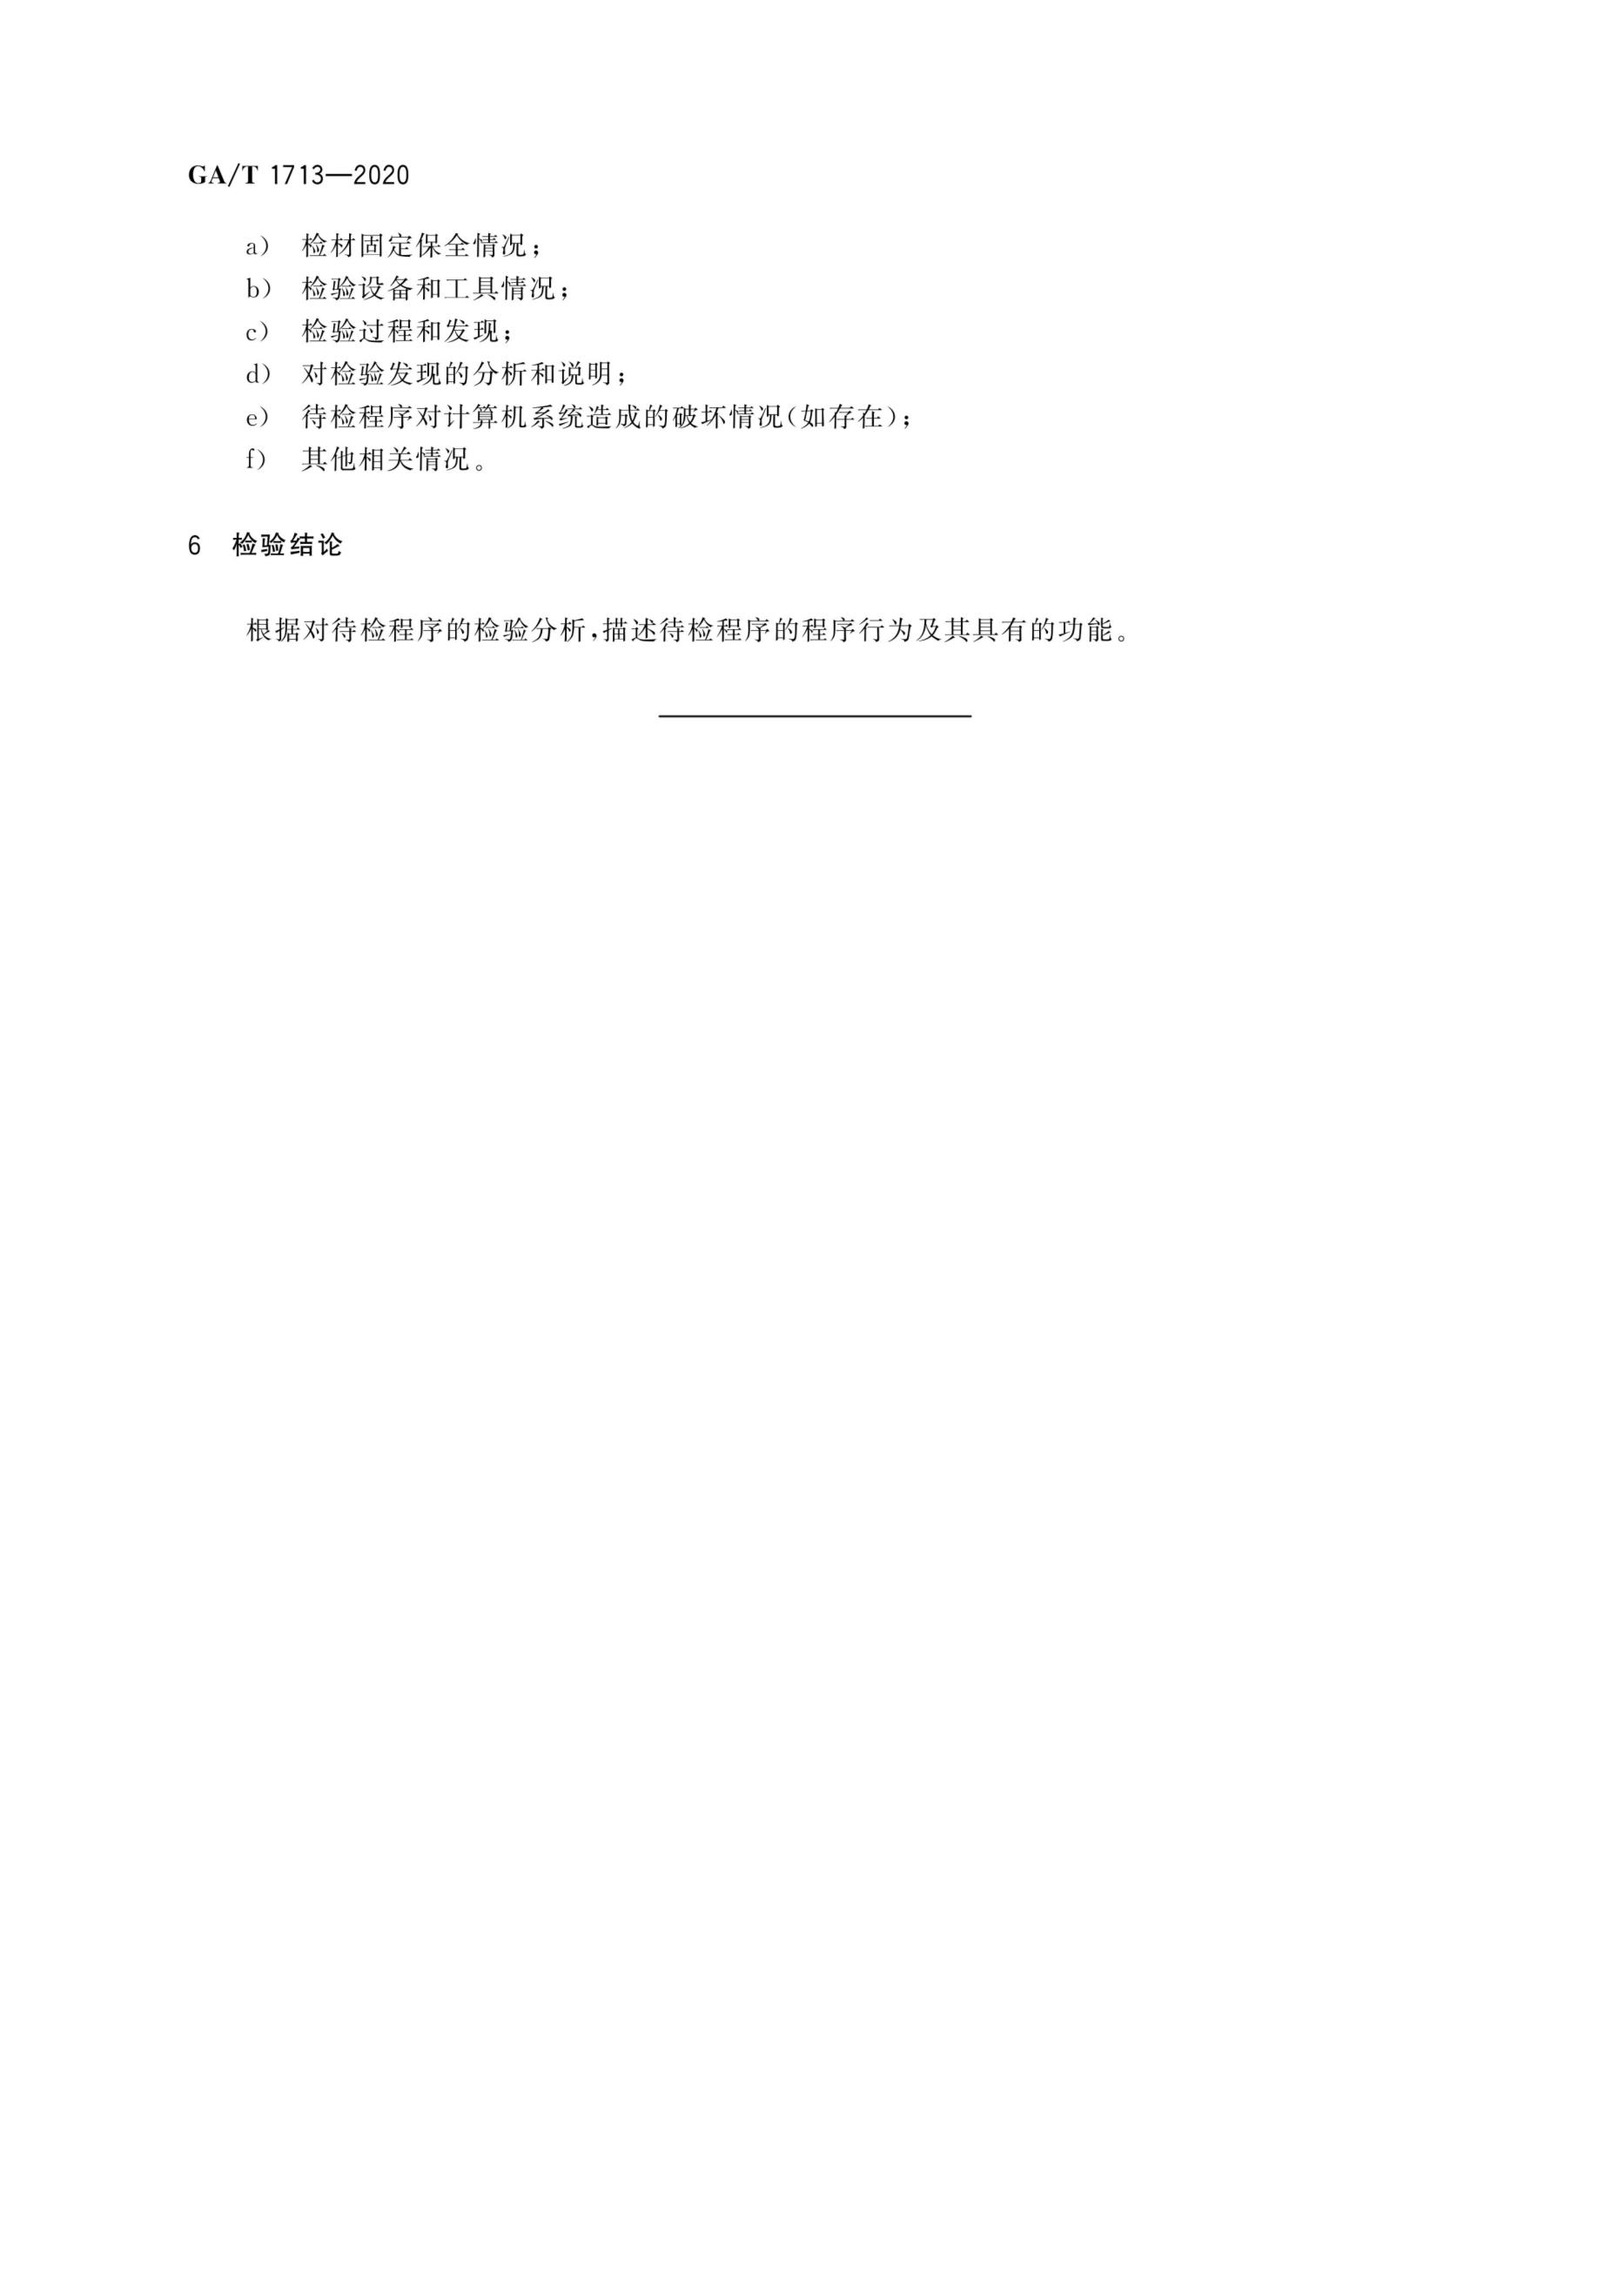 GA/T 1713—2020
a) 检材固定保全情况;
b) 检验设备和工具情况;
c) 检验过程和发现;
d) 对检验发现的分析和说明;
e) 待检程序对计算机系统造成的破坏情况(如存在);
f) 其他相关情况。
6 检验结论
根据对待检程序的检验分析,描述待检程序的程序行为及其具有的功能。